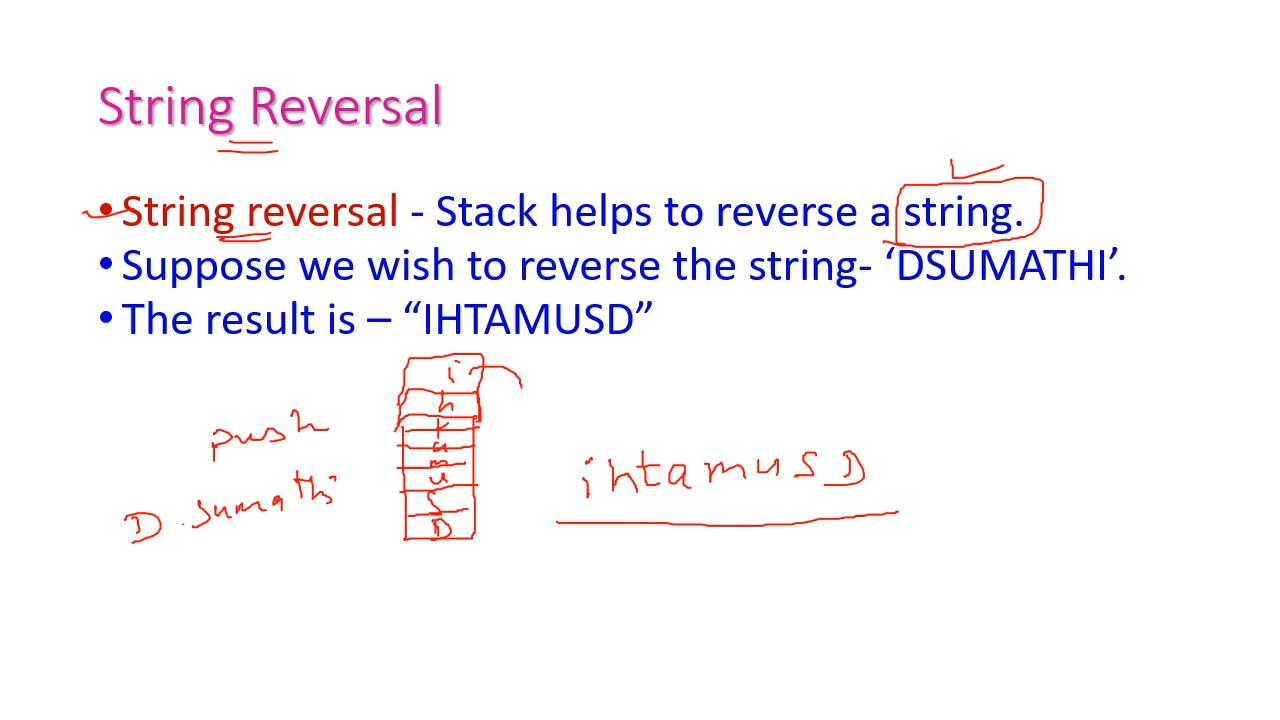 String Reversal
• String reversal - Stack helps to reverse a string.
• Suppose we wish to reverse the string- ‘DSUMATHI’.
• The result is – “IHTAMUSD”
i
h
t
a
m
u
S
D
push
D. Sumathi
ihtamusD